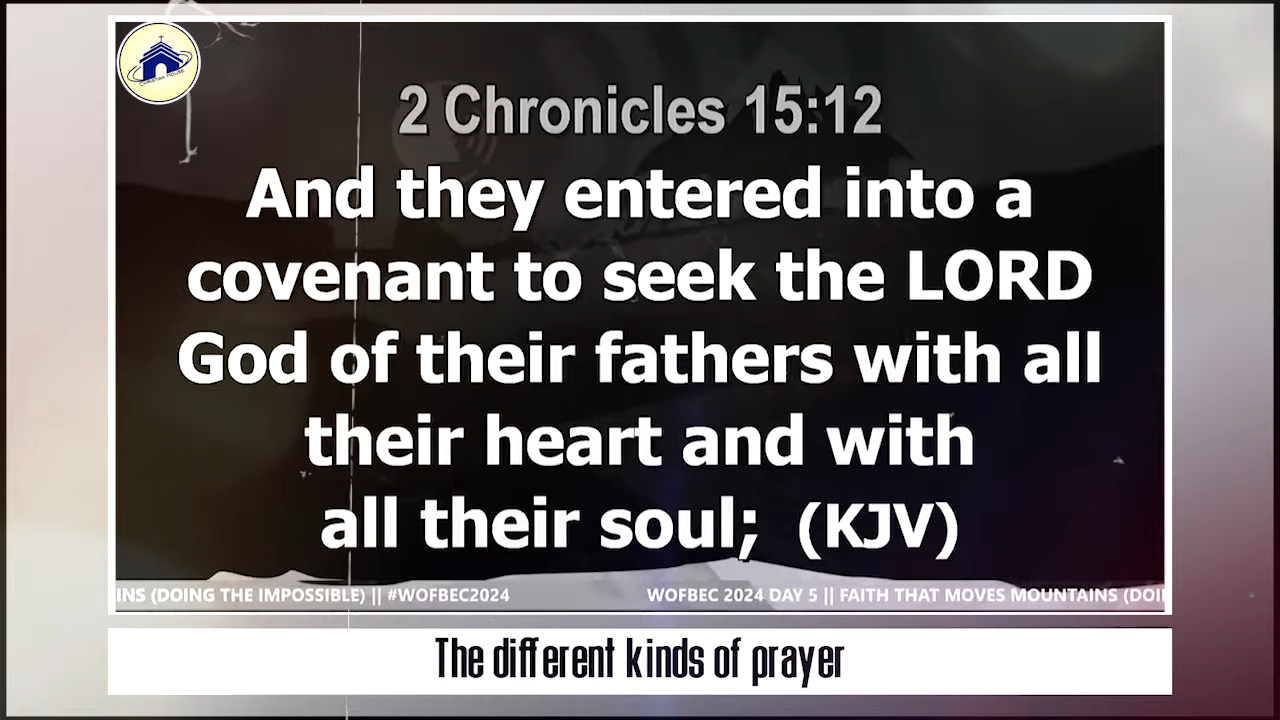 CHRISTIAN HOUSE
2 Chronicles 15:12
And they entered into a
covenant to seek the LORD
God of their fathers with all
their heart and with
all their soul; (KJV)
INS (DOING THE IMPOSSIBLE) || #WOFBEC2024 WOFBEC 2024 DAY 5 || FAITH THAT MOVES MOUNTAINS (DOI
The different kinds of prayer